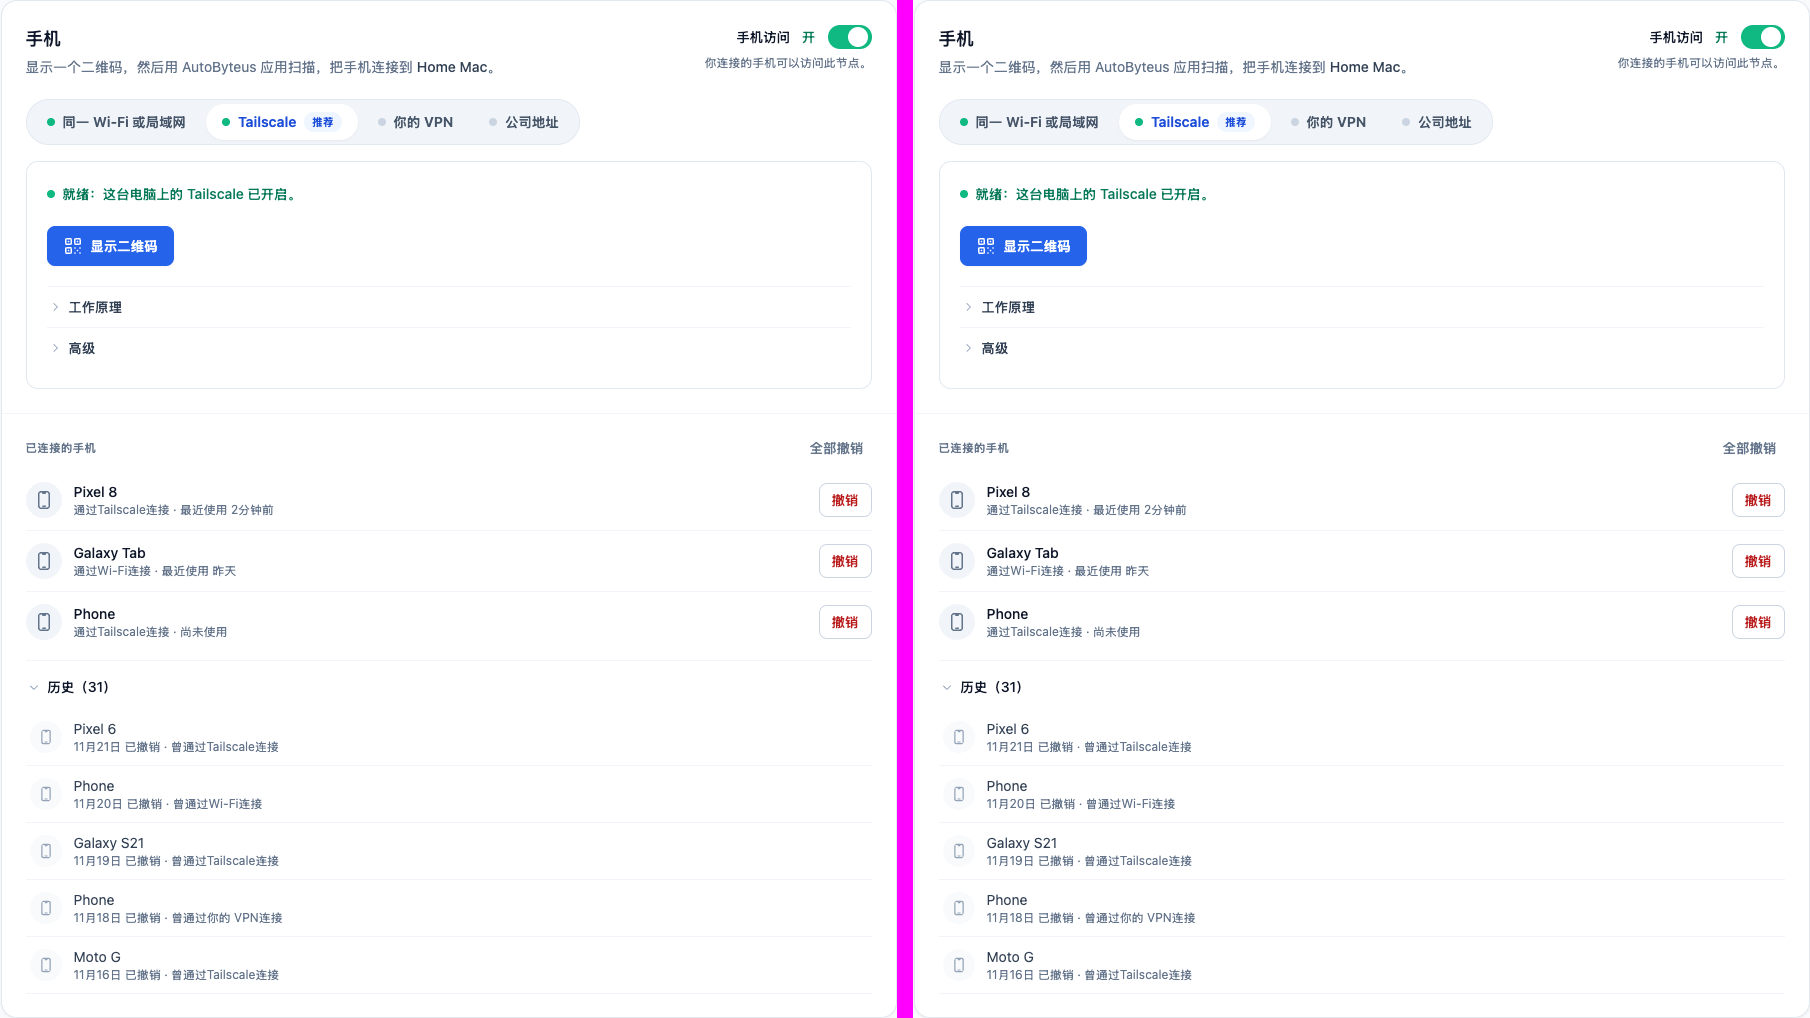 手机
手机访问 开
显示一个二维码，然后用 AutoByteus 应用扫描，把手机连接到 Home Mac。
你连接的手机可以访问此节点。
同一 Wi-Fi 或局域网 Tailscale 推荐 你的 VPN 公司地址
就绪：这台电脑上的 Tailscale 已开启。
显示二维码
工作原理
高级
已连接的手机 全部撤销
Pixel 8
通过Tailscale连接 · 最近使用 2分钟前
撤销
Galaxy Tab
通过Wi-Fi连接 · 最近使用 昨天
撤销
Phone
通过Tailscale连接 · 尚未使用
撤销
历史（31）
Pixel 6
11月21日 已撤销 · 曾通过Tailscale连接
Phone
11月20日 已撤销 · 曾通过Wi-Fi连接
Galaxy S21
11月19日 已撤销 · 曾通过Tailscale连接
Phone
11月18日 已撤销 · 曾通过你的 VPN连接
Moto G
11月16日 已撤销 · 曾通过Tailscale连接
手机
手机访问 开
显示一个二维码，然后用 AutoByteus 应用扫描，把手机连接到 Home Mac。
你连接的手机可以访问此节点。
同一 Wi-Fi 或局域网 Tailscale 推荐 你的 VPN 公司地址
就绪：这台电脑上的 Tailscale 已开启。
显示二维码
工作原理
高级
已连接的手机 全部撤销
Pixel 8
通过Tailscale连接 · 最近使用 2分钟前
撤销
Galaxy Tab
通过Wi-Fi连接 · 最近使用 昨天
撤销
Phone
通过Tailscale连接 · 尚未使用
撤销
历史（31）
Pixel 6
11月21日 已撤销 · 曾通过Tailscale连接
Phone
11月20日 已撤销 · 曾通过Wi-Fi连接
Galaxy S21
11月19日 已撤销 · 曾通过Tailscale连接
Phone
11月18日 已撤销 · 曾通过你的 VPN连接
Moto G
11月16日 已撤销 · 曾通过Tailscale连接